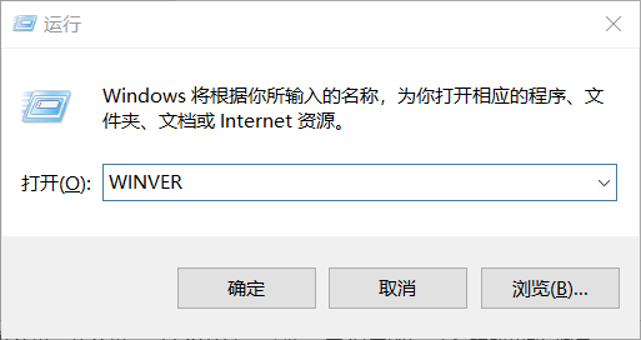 运行
Windows 将根据你所输入的名称，为你打开相应的程序、文
件夹、文档或 Internet 资源。
打开(O): WINVER
确定 取消 浏览(B)...